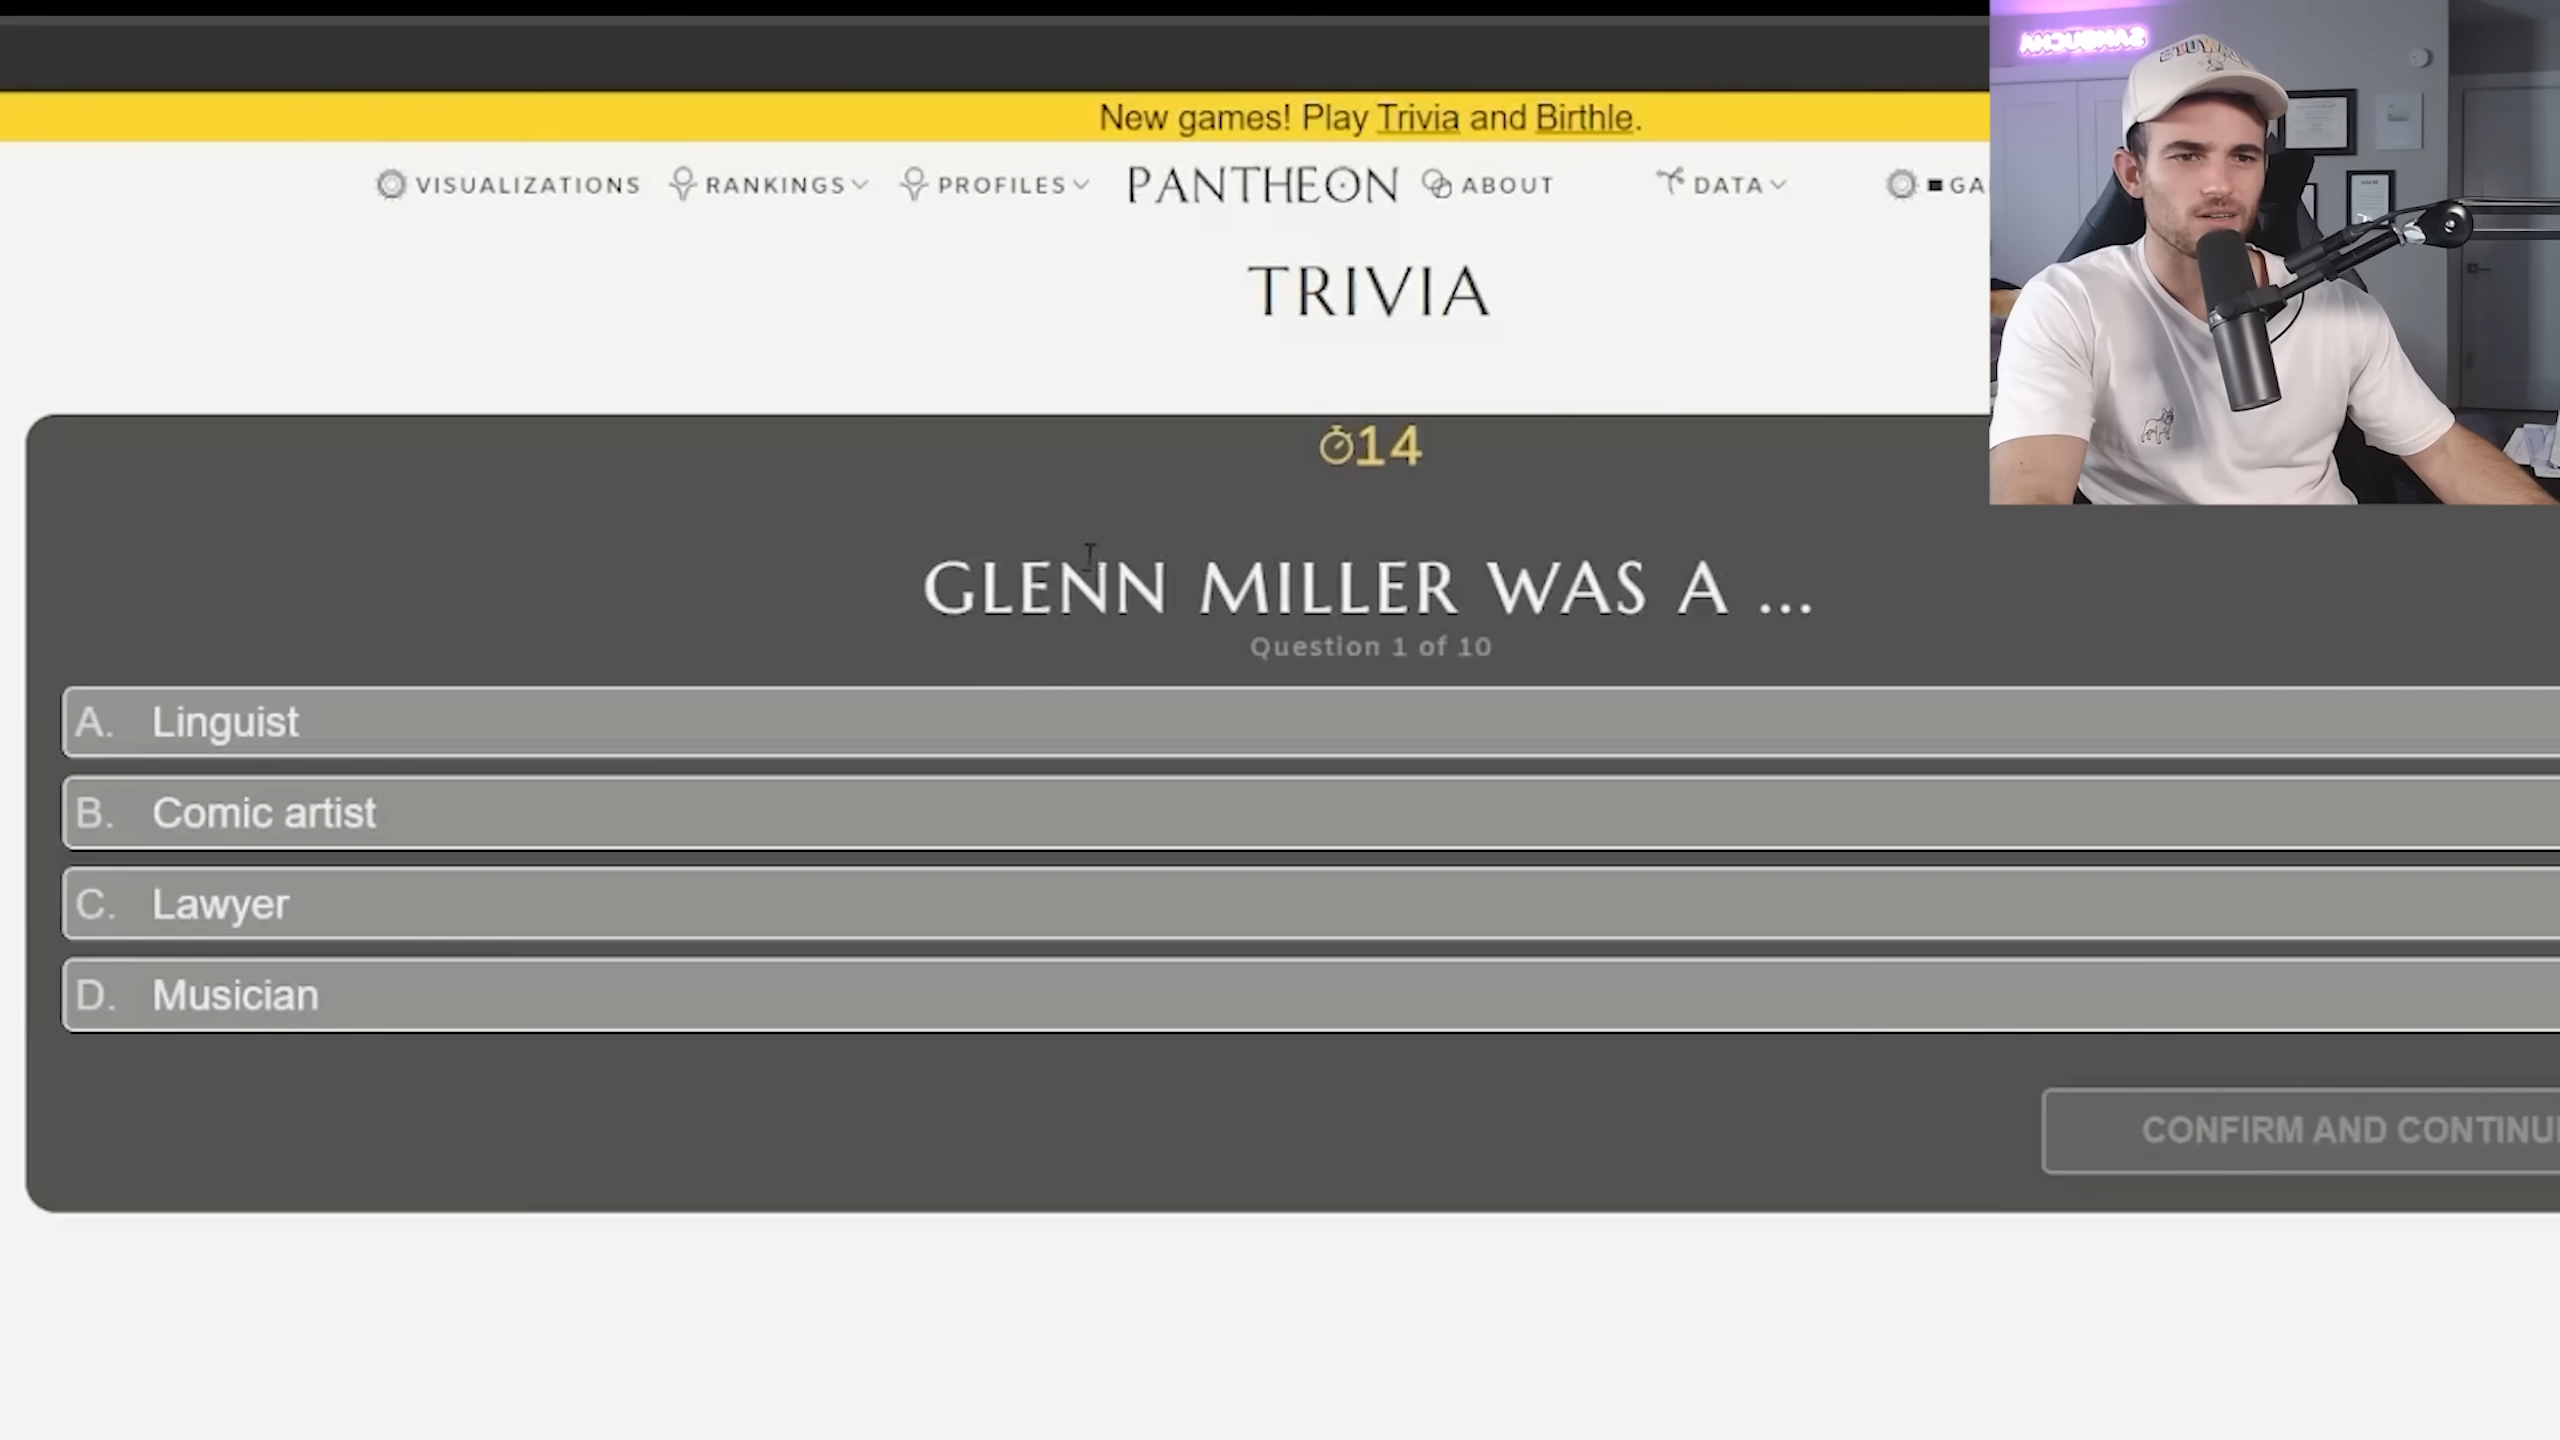 New games! Play Trivia and Birthle.
VISUALIZATIONS RANKINGS PROFILES PANTHEON ABOUT DATA GA
TRIVIA
14
GLENN MILLER WAS A ...
Question 1 of 10
A. Linguist
B. Comic artist
C. Lawyer
D. Musician
CONFIRM AND CONTINU